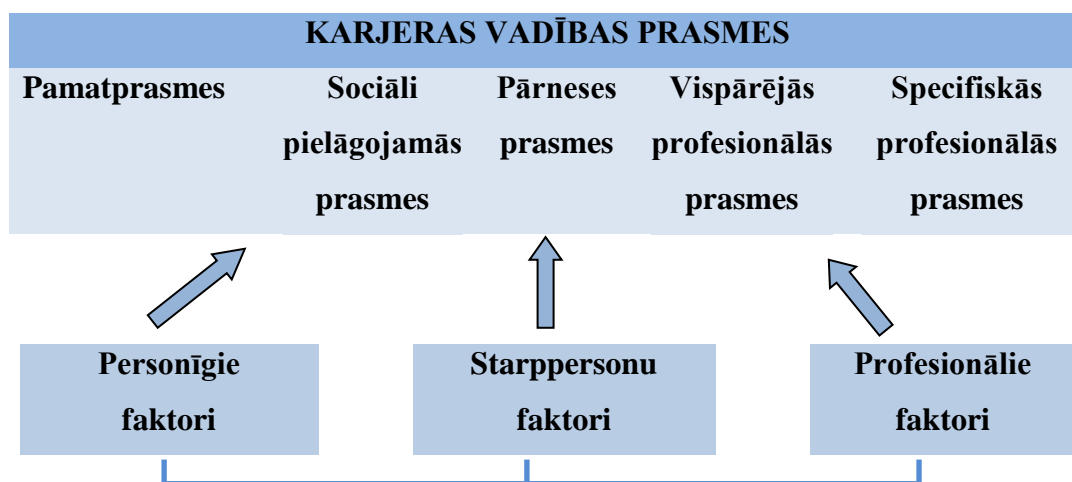 KARJERAS VADĪBAS PRASMES
Pamatprasmes
Sociāli
pielāgojamās
prasmes
Pārneses
prasmes
Vispārējās
profesionālās
prasmes
Specifiskās
profesionālās
prasmes
Personīgie
faktori
Starppersonu
faktori
Profesionālie
faktori